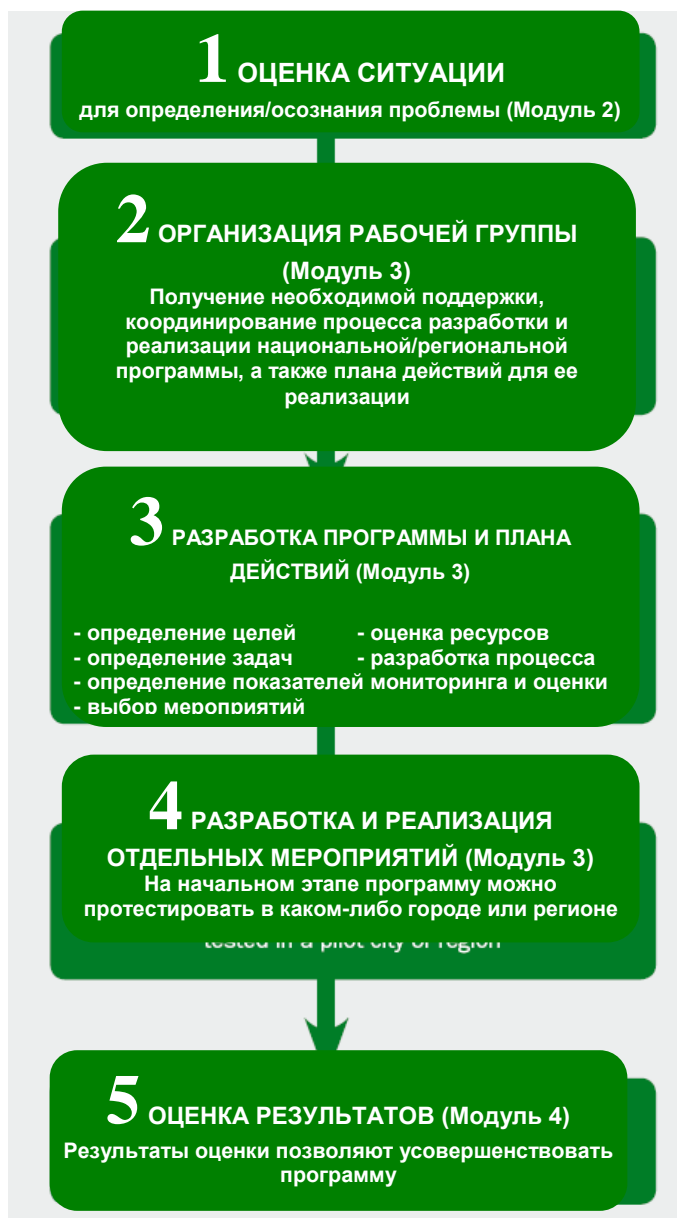 1 ОЦЕНКА СИТУАЦИИ
для определения/осознания проблемы (Модуль 2)
2 ОРГАНИЗАЦИЯ РАБОЧЕЙ ГРУППЫ
(Модуль 3)
Получение необходимой поддержки,
координирование процесса разработки и
реализации национальной/региональной
программы, а также плана действий для ее
реализации
3 РАЗРАБОТКА ПРОГРАММЫ И ПЛАНА
ДЕЙСТВИЙ (Модуль 3)
- определение целей - оценка ресурсов
- определение задач - разработка процесса
- определение показателей мониторинга и оценки
- выбор мероприятий
4 РАЗРАБОТКА И РЕАЛИЗАЦИЯ
ОТДЕЛЬНЫХ МЕРОПРИЯТИЙ (Модуль 3)
На начальном этапе программу можно
протестировать в каком-либо городе или регионе
tested in a pilot city or region
5 ОЦЕНКА РЕЗУЛЬТАТОВ (Модуль 4)
Результаты оценки позволяют усовершенствовать
программу